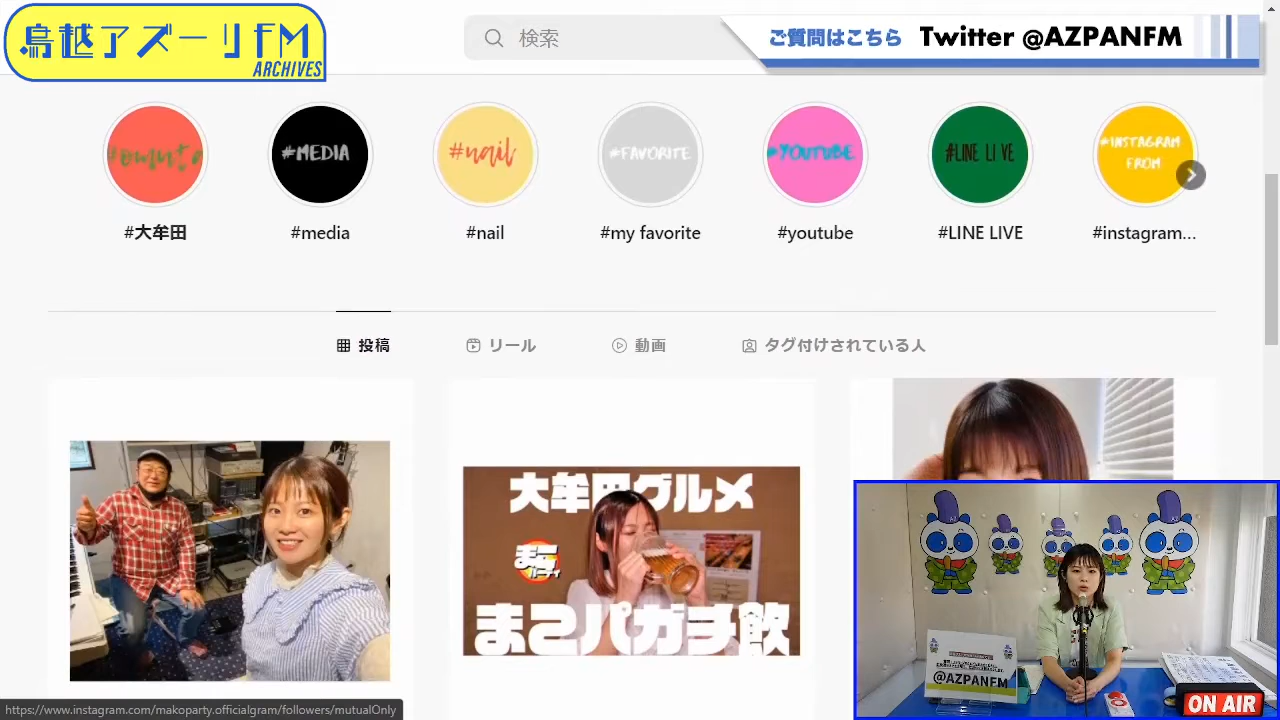 鳥越アズーリFM
ARCHIVES
検索
ご質問はこちら Twitter @AZPANFM
#omuta
#MEDIA
#nail
#FAVORITE
#YOUTUBE
#LINE LIVE
#INSTAGRAM
FROM
#大牟田
#media
#nail
#my favorite
#youtube
#LINE LIVE
#instagram...
投稿
リール
動画
タグ付けされている人
大牟田グルメ
まこパガチ飲
@AZPANFM
ON AIR
https://www.instagram.com/makoparty.officialgram/followers/mutualOnly